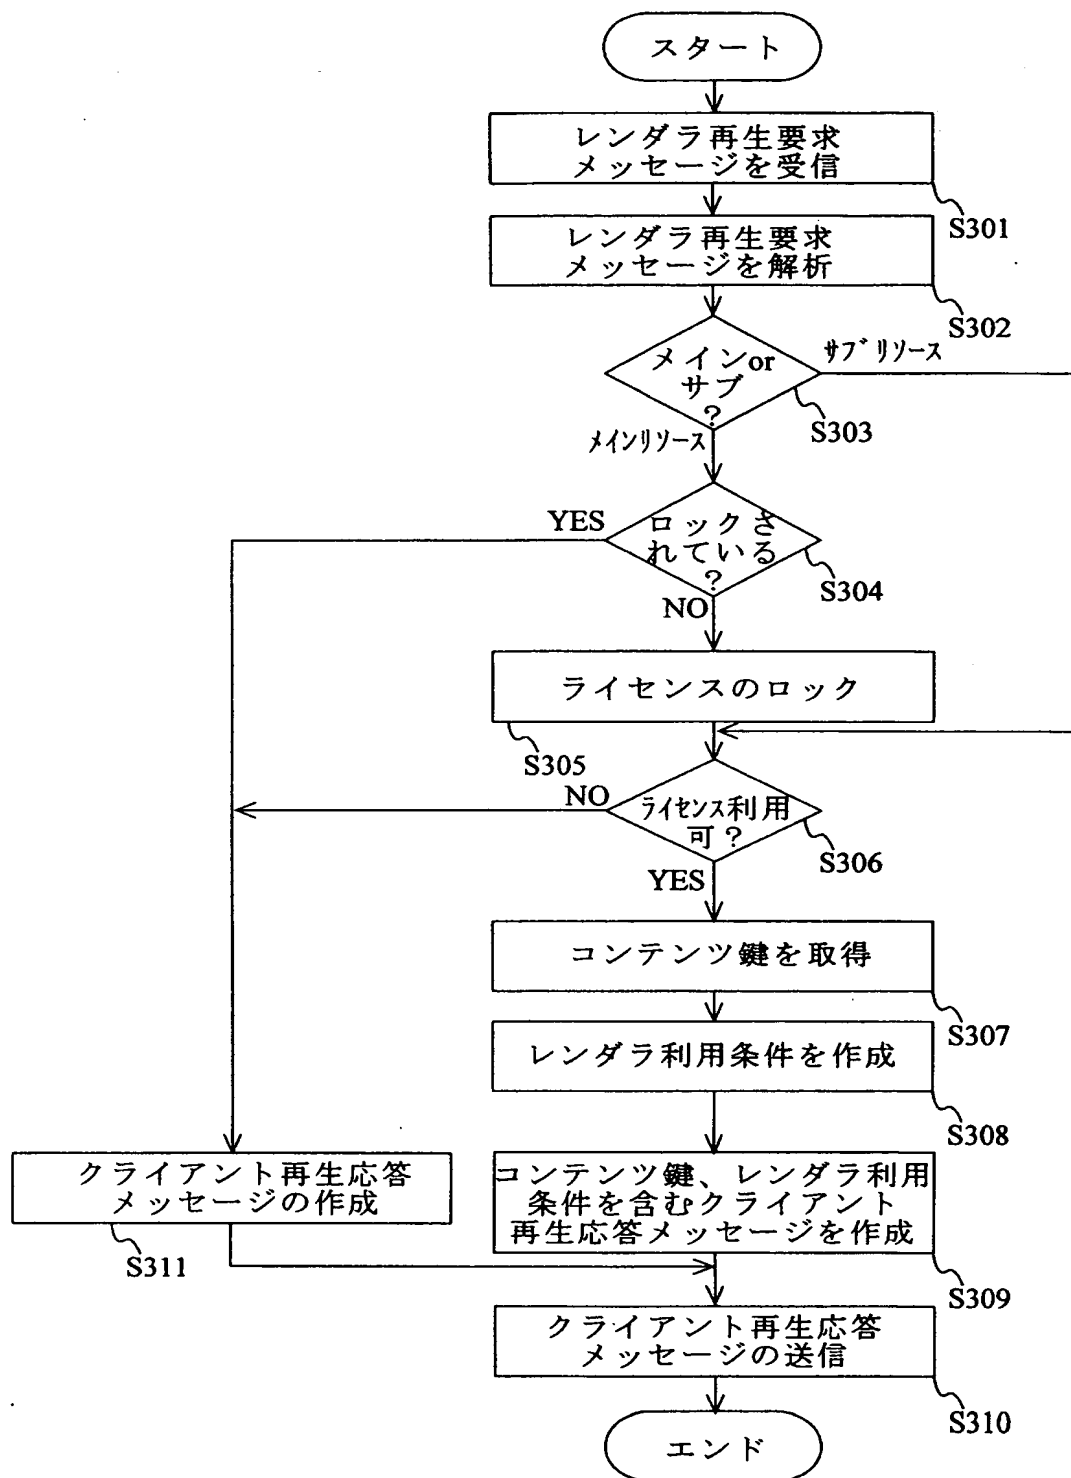 スタート
レンダラ再生要求
メッセージを受信
S301
レンダラ再生要求
メッセージを解析
S302
メインor
サブ
?
サブリソース
S303
メインリソース
YES
ロックさ
れている
?
S304
NO
ライセンスのロック
S305
NO
ライセンス利用
可?
S306
YES
コンテンツ鍵を取得
S307
レンダラ利用条件を作成
S308
クライアント再生応答
メッセージの作成
S311
コンテンツ鍵、レンダラ利用
条件を含むクライアント
再生応答メッセージを作成
S309
クライアント再生応答
メッセージの送信
S310
エンド